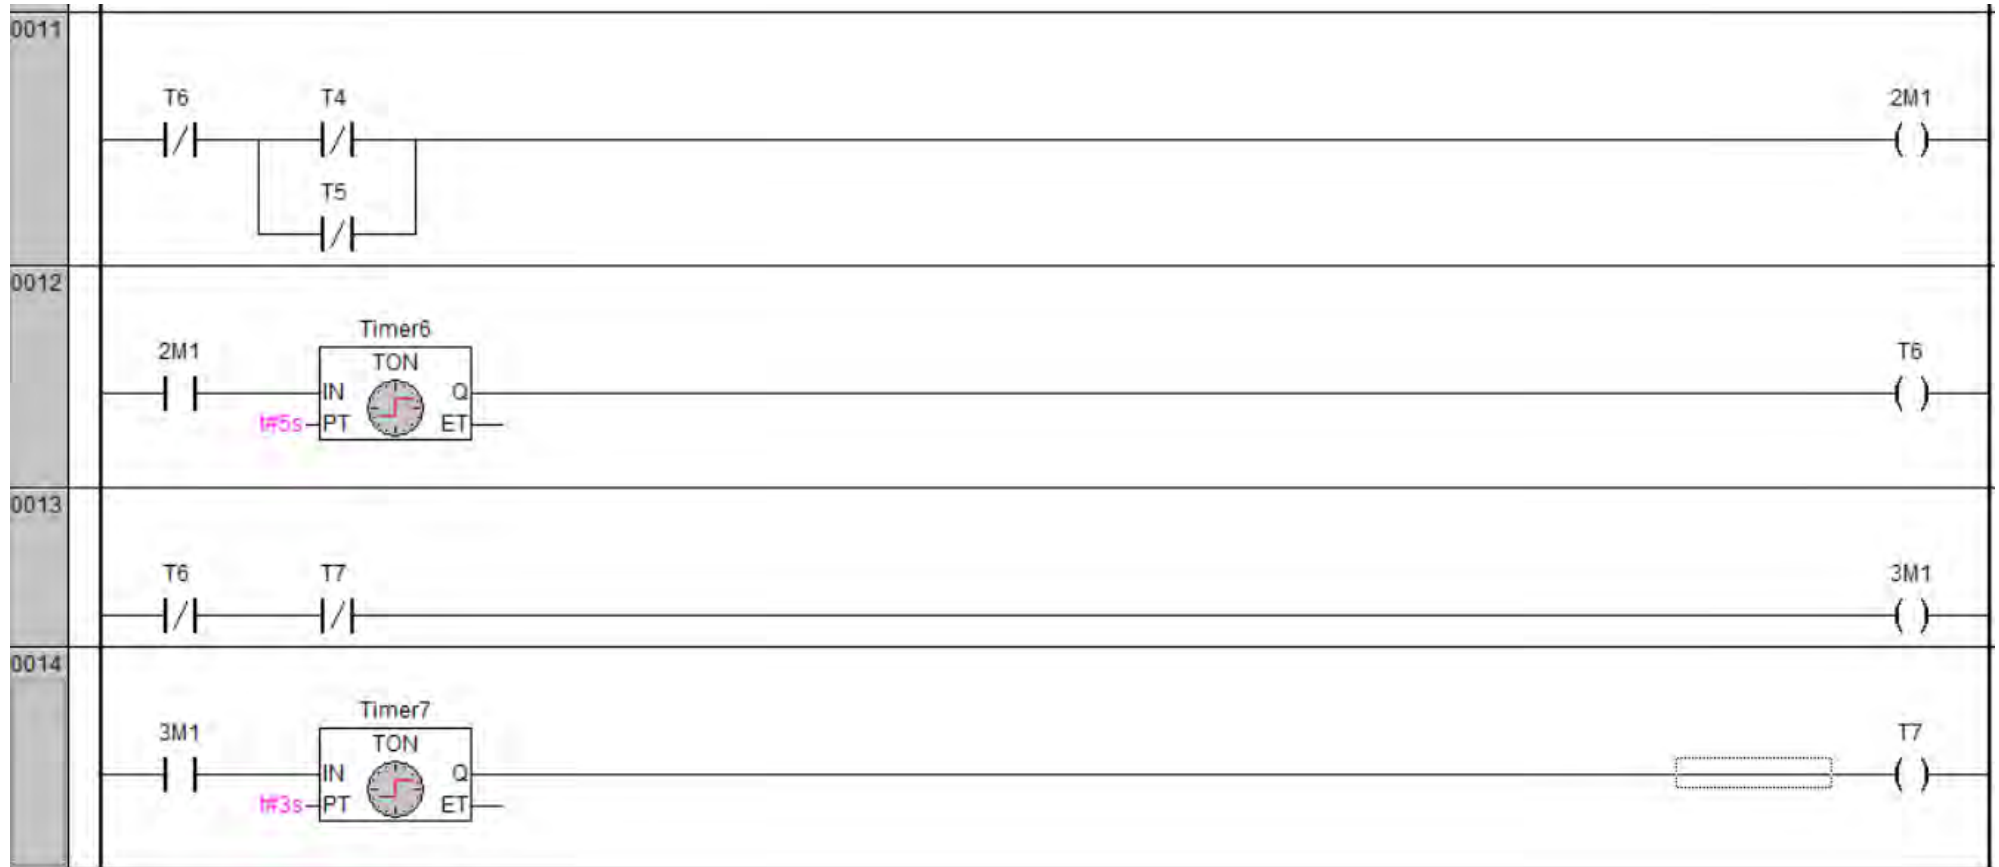 0011
T6 T4 2M1
T5
0012
Timer6
2M1 TON T6
IN Q
t#5s PT ET
0013
T6 T7 3M1
0014
Timer7
3M1 TON T7
IN Q
t#3s PT ET